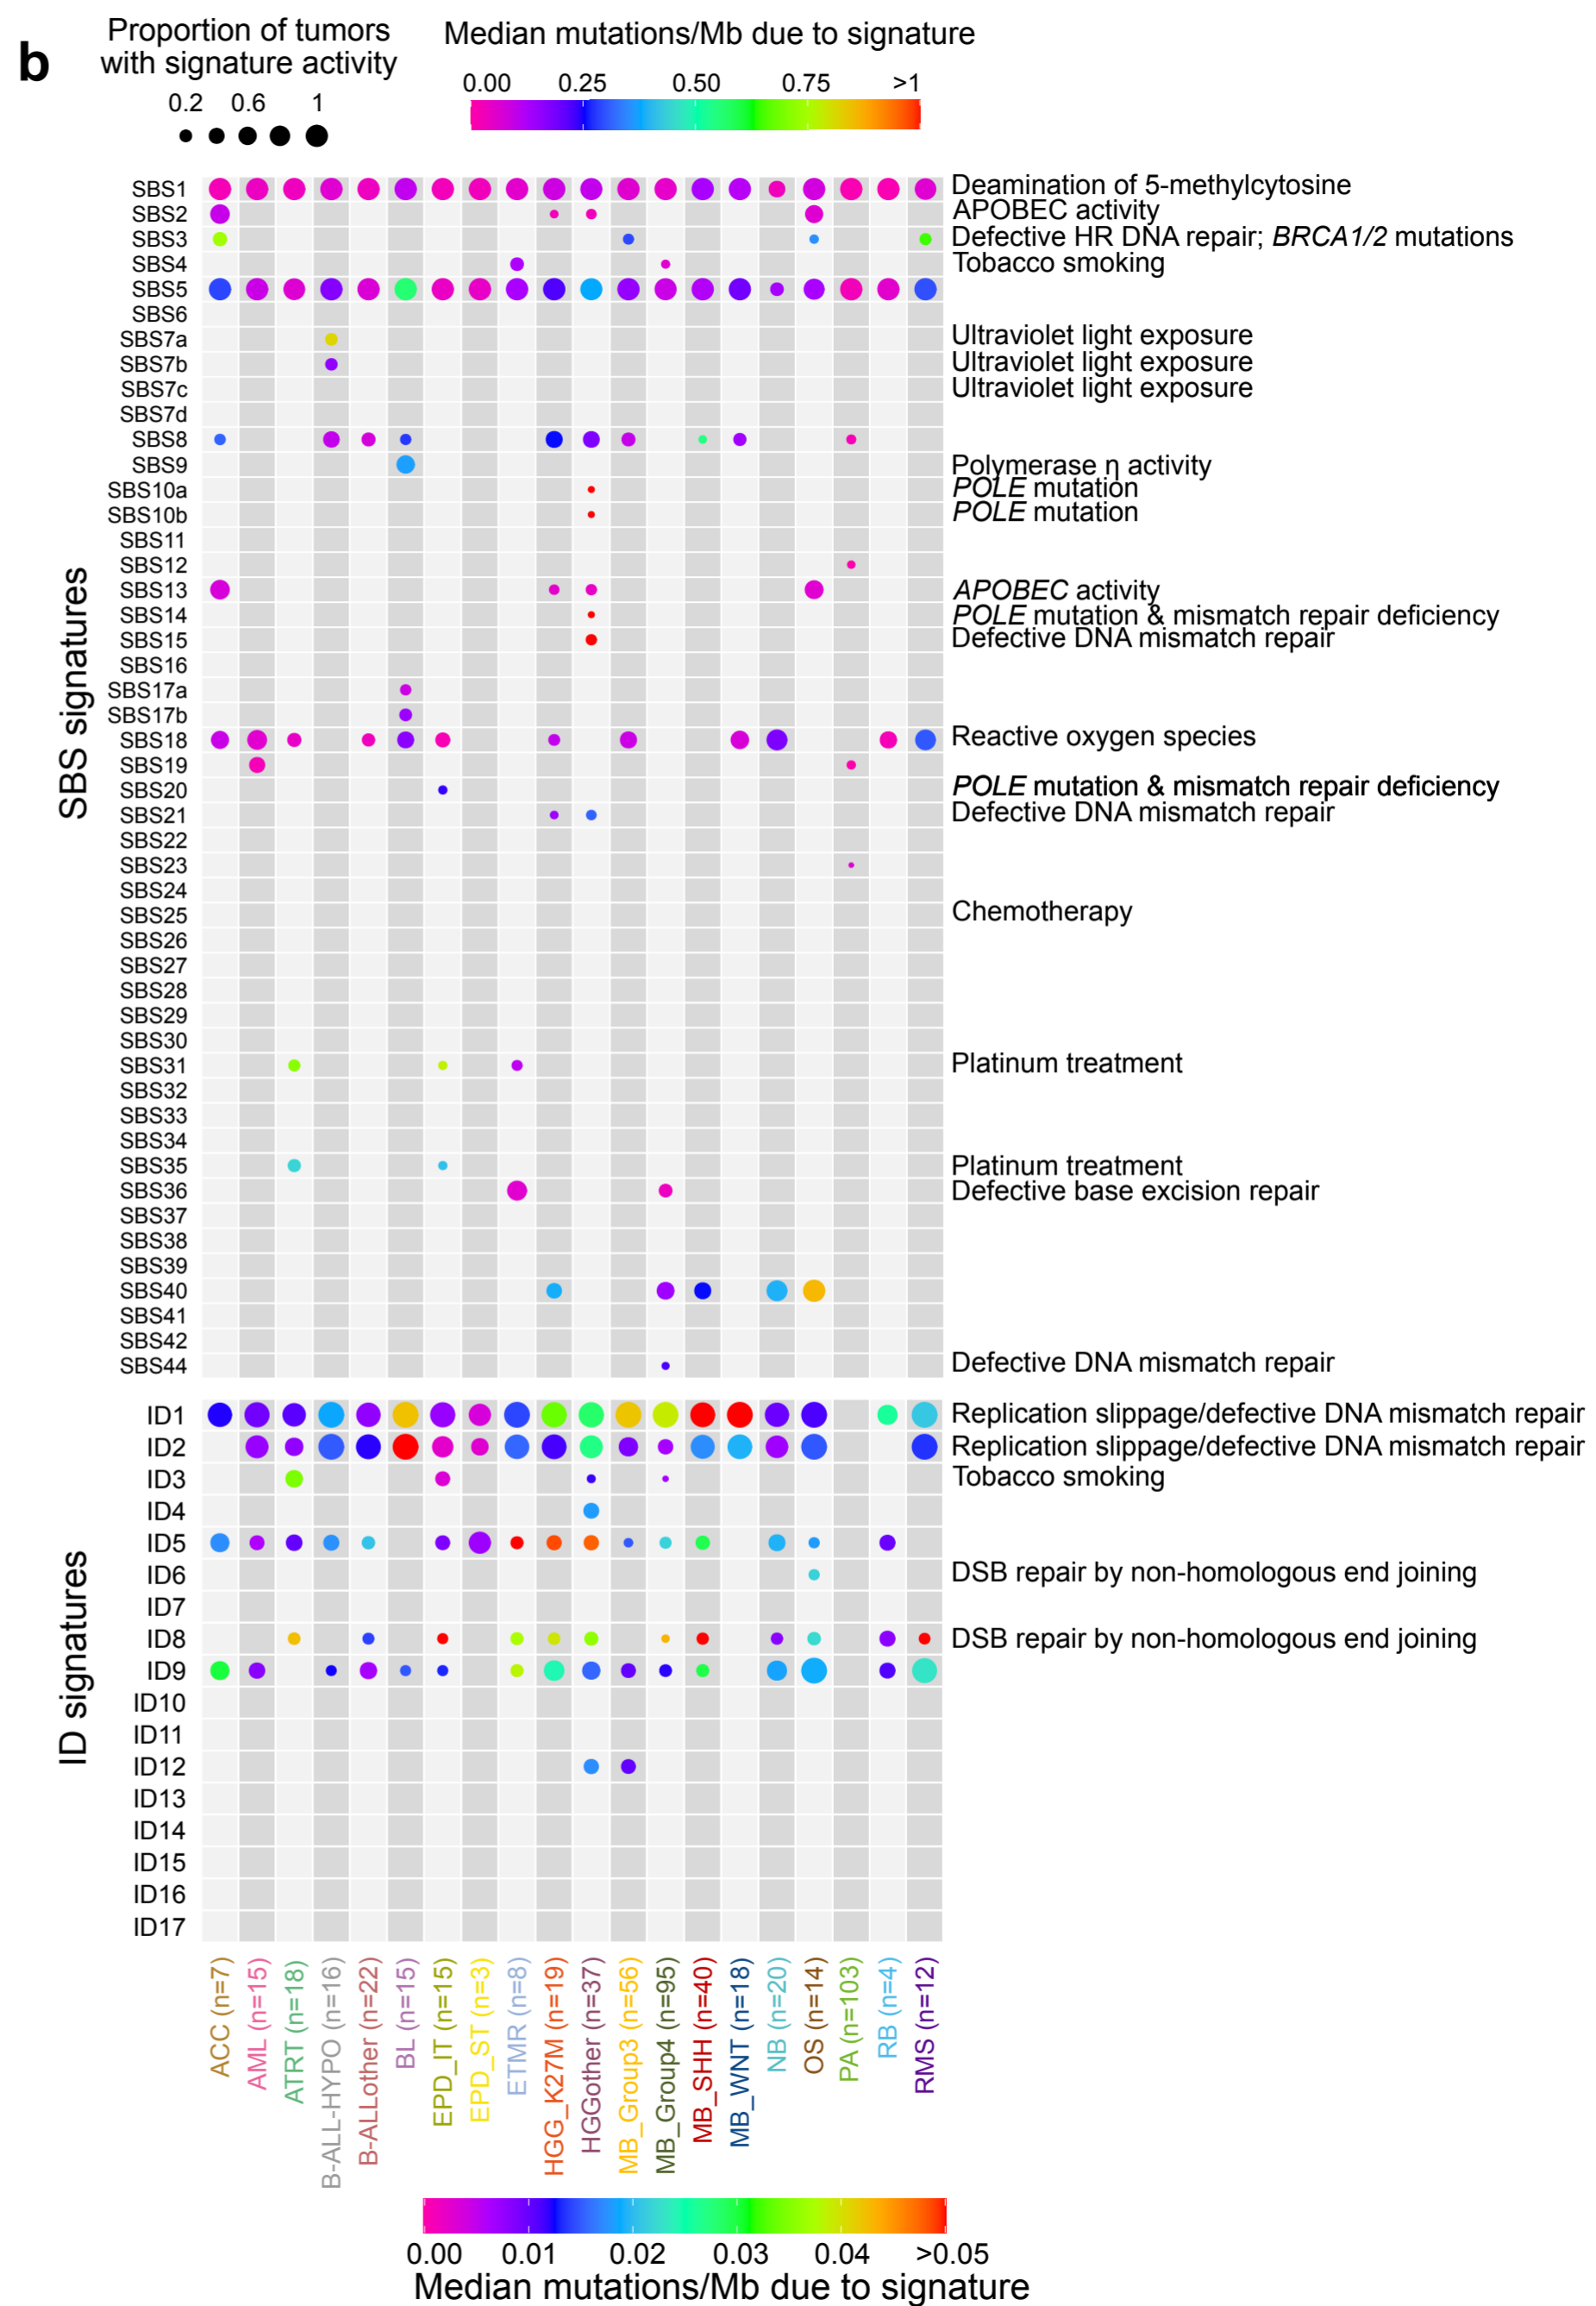 b
Proportion of tumors
with signature activity
0.2 0.6 1
Median mutations/Mb due to signature
0.00 0.25 0.50 0.75 >1
SBS signatures
SBS1 Deamination of 5-methylcytosine
SBS2 APOBEC activity
SBS3 Defective HR DNA repair; BRCA1/2 mutations
SBS4 Tobacco smoking
SBS5
SBS6
SBS7a Ultraviolet light exposure
SBS7b Ultraviolet light exposure
SBS7c Ultraviolet light exposure
SBS7d
SBS8
SBS9 Polymerase η activity
SBS10a POLE mutation
SBS10b POLE mutation
SBS11
SBS12
SBS13 APOBEC activity
SBS14 POLE mutation & mismatch repair deficiency
SBS15 Defective DNA mismatch repair
SBS16
SBS17a
SBS17b
SBS18 Reactive oxygen species
SBS19
SBS20 POLE mutation & mismatch repair deficiency
SBS21 Defective DNA mismatch repair
SBS22
SBS23
SBS24
SBS25 Chemotherapy
SBS26
SBS27
SBS28
SBS29
SBS30
SBS31 Platinum treatment
SBS32
SBS33
SBS34
SBS35 Platinum treatment
SBS36 Defective base excision repair
SBS37
SBS38
SBS39
SBS40
SBS41
SBS42
SBS44 Defective DNA mismatch repair
ID signatures
ID1 Replication slippage/defective DNA mismatch repair
ID2 Replication slippage/defective DNA mismatch repair
ID3 Tobacco smoking
ID4
ID5
ID6 DSB repair by non-homologous end joining
ID7
ID8 DSB repair by non-homologous end joining
ID9
ID10
ID11
ID12
ID13
ID14
ID15
ID16
ID17
ACC (n=7)
AML (n=15)
ATRT (n=18)
B-ALL-HYPO (n=16)
B-ALLother (n=22)
BL (n=15)
EPD_IT (n=15)
EPD_ST (n=3)
ETMR (n=8)
HGG_K27M (n=19)
HGGother (n=37)
MB_Group3 (n=56)
MB_Group4 (n=95)
MB_SHH (n=40)
MB_WNT (n=18)
NB (n=20)
OS (n=14)
PA (n=103)
RB (n=4)
RMS (n=12)
0.00 0.01 0.02 0.03 0.04 >0.05
Median mutations/Mb due to signature